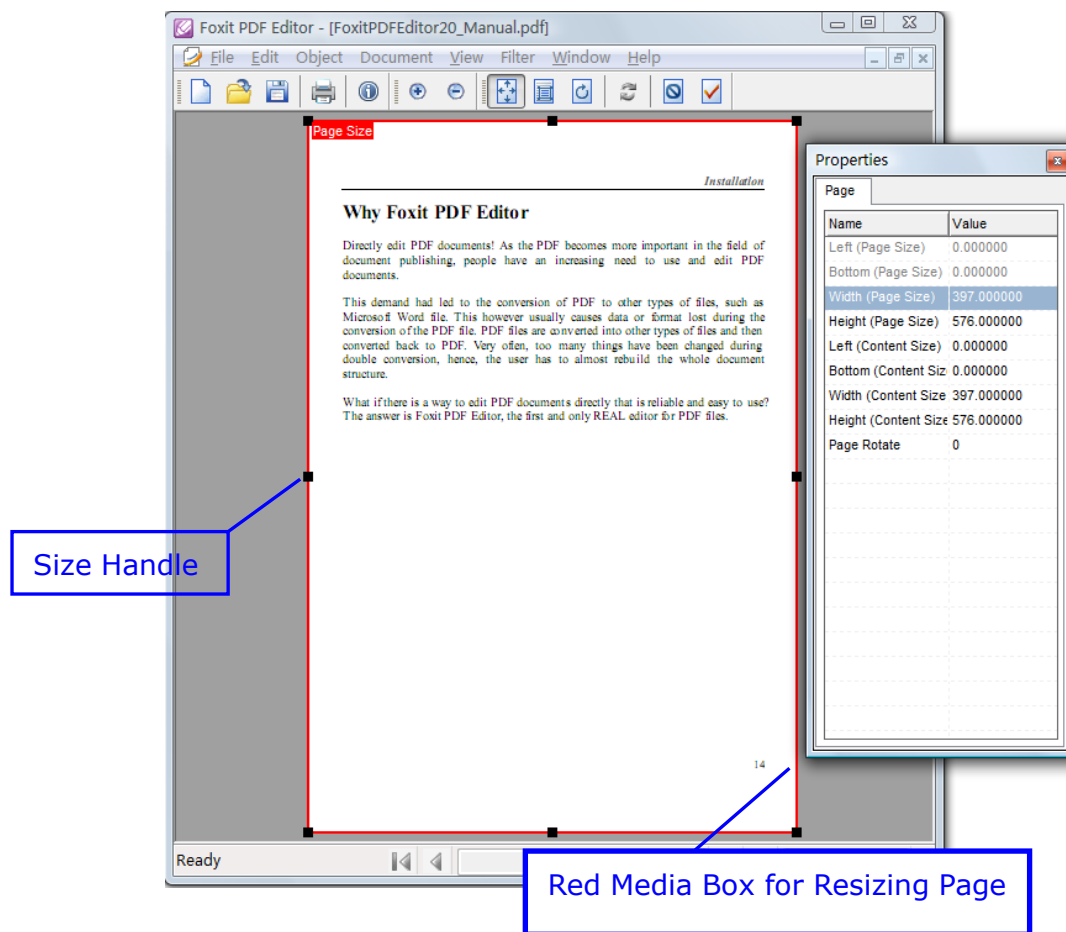 Foxit PDF Editor - [FoxitPDFEditor20_Manual.pdf]
File Edit Object Document View Filter Window Help
Page Size
Installation
Why Foxit PDF Editor
Directly edit PDF documents! As the PDF becomes more important in the field of
document publishing, people have an increasing need to use and edit PDF
documents.
This demand had led to the conversion of PDF to other types of files, such as
Microsoft Word file. This however usually causes data or format lost during the
conversion of the PDF file. PDF files are converted into other types of files and then
converted back to PDF. Very often, too many things have been changed during
double conversion, hence, the user has to almost rebuild the whole document
structure.
What if there is a way to edit PDF documents directly that is reliable and easy to use?
The answer is Foxit PDF Editor, the first and only REAL editor for PDF files.
14
Properties
Page
Name Value
Left (Page Size) 0.000000
Bottom (Page Size) 0.000000
Width (Page Size) 397.000000
Height (Page Size) 576.000000
Left (Content Size) 0.000000
Bottom (Content Siz 0.000000
Width (Content Size 397.000000
Height (Content Size 576.000000
Page Rotate 0
Size Handle
Ready
Red Media Box for Resizing Page